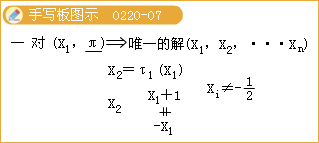 手写板图示 0220-07
一 对 (X₁, π)⟹唯一的解(X₁, X₂, ···Xₙ)
X₂=τ₁(X₁)
X₂ X₁+1 Xᵢ≠-1/2
≠
-X₁